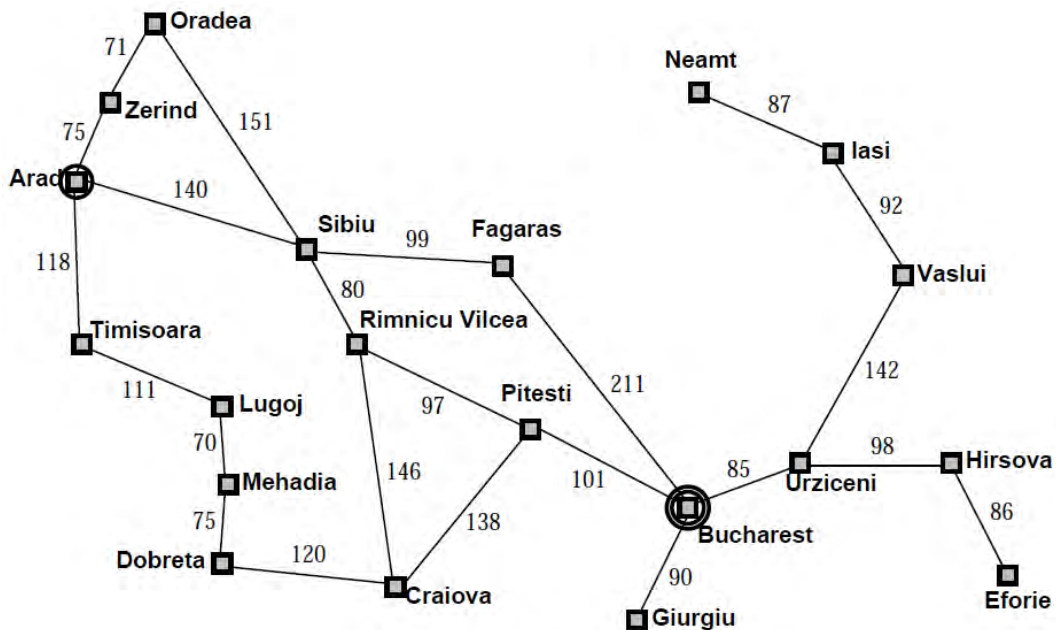 Oradea
71
Neamt
Zerind
87
151
75
Iasi
Arad
140
92
Sibiu
Fagaras
99
118
Vaslui
80
Timisoara
Rimnicu Vilcea
142
111
211
Pitesti
Lugoj
97
70
98
Hirsova
146
101
85
Urziceni
Mehadia
86
75
138
Bucharest
Dobreta
120
90
Craiova
Eforie
Giurgiu